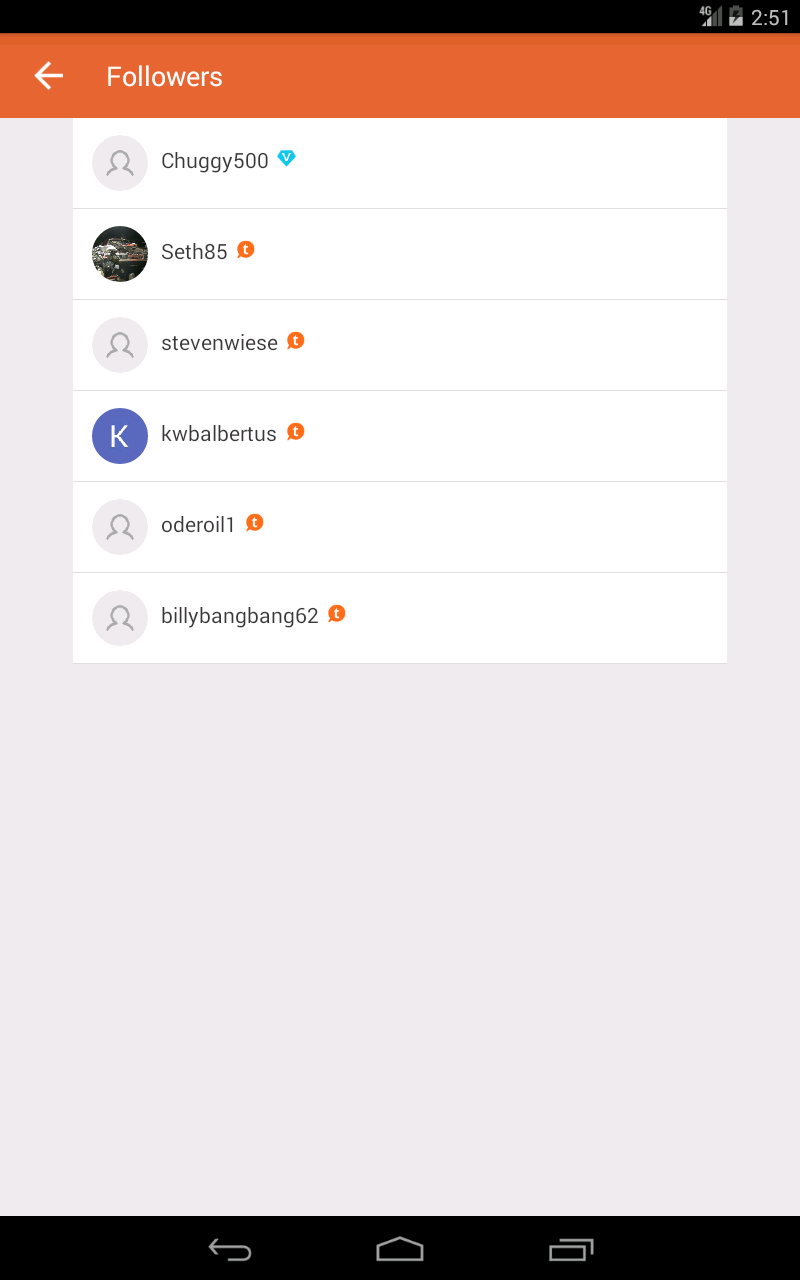 4G 2:51
Followers
Chuggy500 V
Seth85 t
stevenwiese t
K kwbalbertus t
oderoil1 t
billybangbang62 t